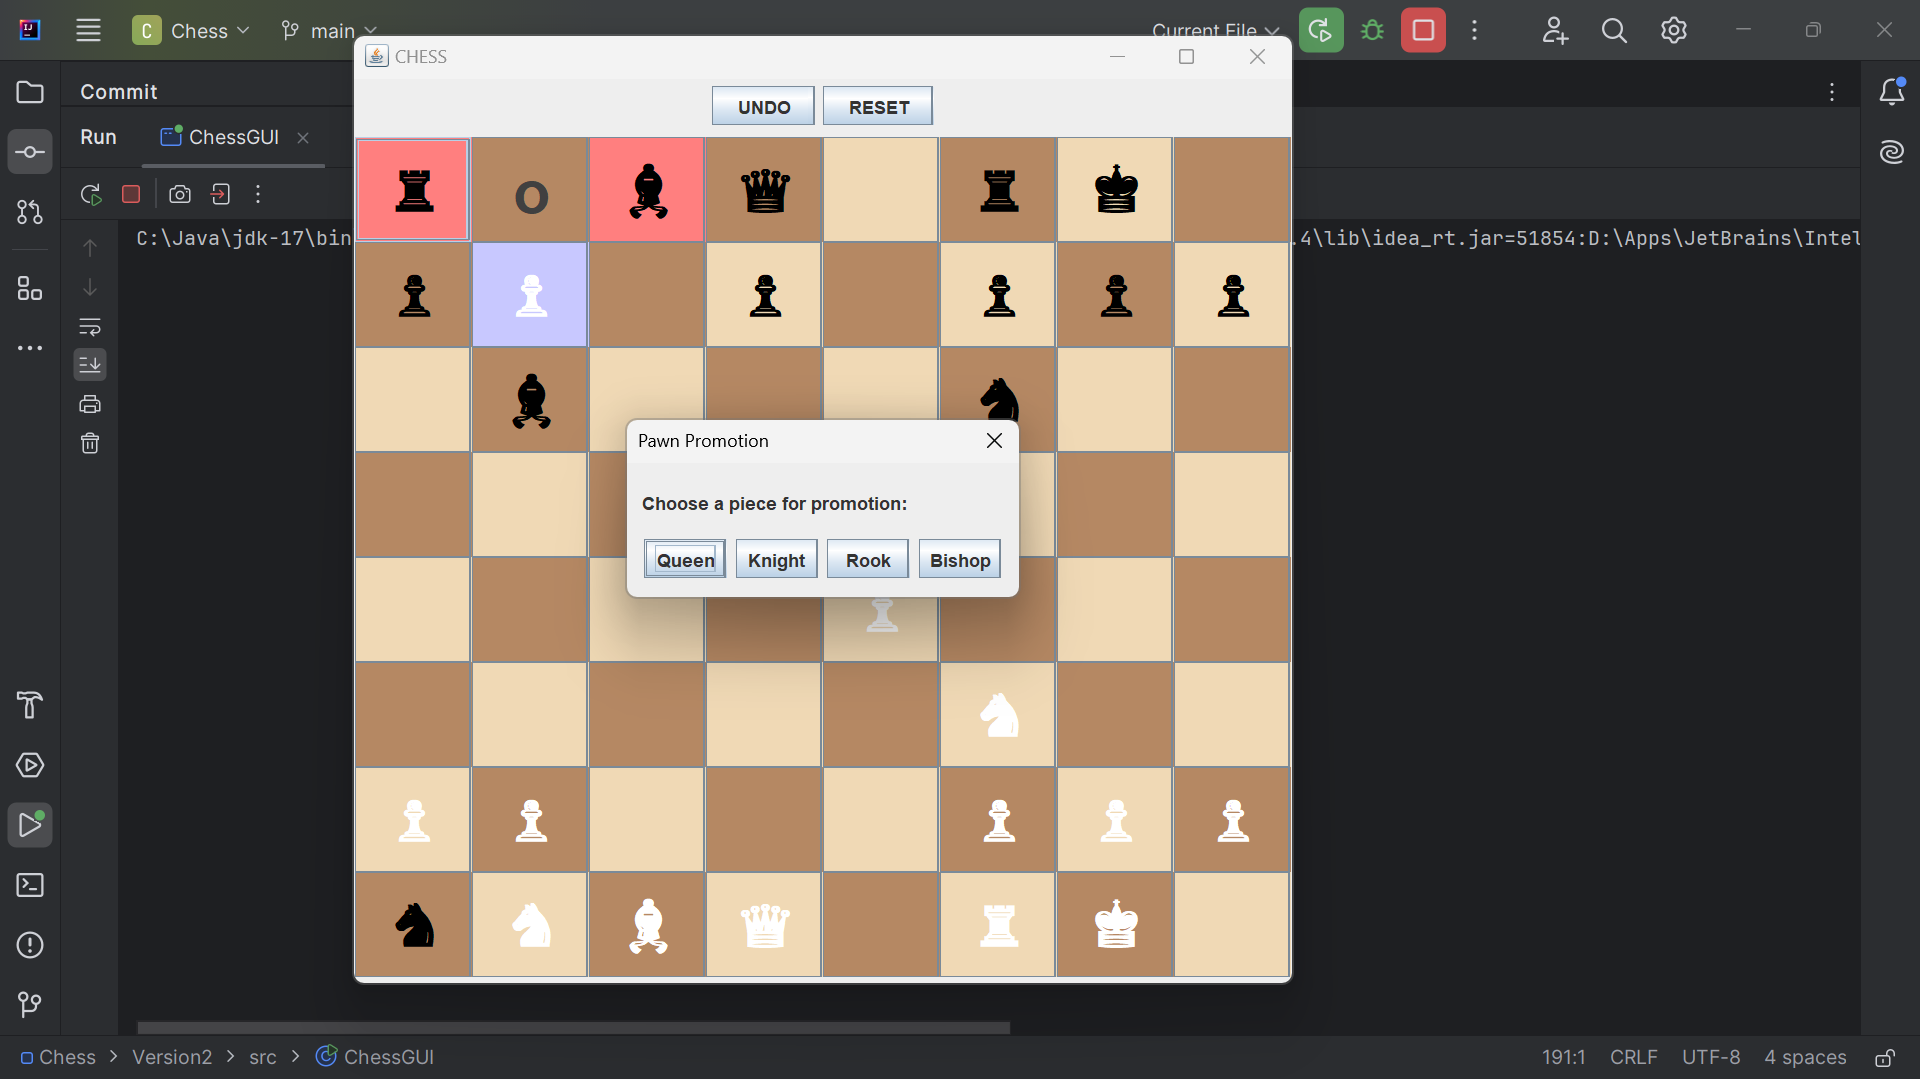 C Chess main Current File
CHESS
Commit
UNDO RESET
Run ChessGUI
O
C:\Java\jdk-17\bin .4\lib\idea_rt.jar=51854:D:\Apps\JetBrains\Intel
Pawn Promotion
Choose a piece for promotion:
Queen Knight Rook Bishop
Chess > Version2 > src > ChessGUI 191:1 CRLF UTF-8 4 spaces